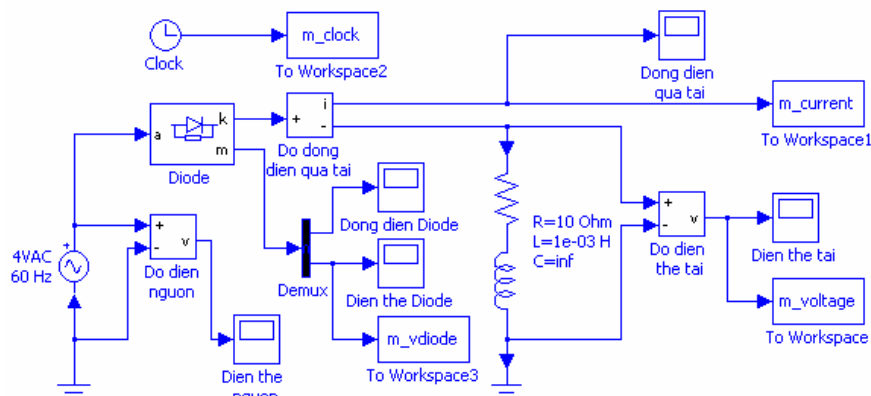 m_clock
Clock
To Workspace2
Dong dien
qua tai
m_current
To Workspace1
a
k
m
Diode
+
i
-
Do dong
dien qua tai
4VAC
60 Hz
+
+
-
v
Do dien
nguon
Dien the
Demux
Dong dien Diode
Dien the Diode
m_vdiode
To Workspace3
R=10 Ohm
L=1e-03 H
C=inf
+
-
v
Do dien
the tai
Dien the tai
m_voltage
To Workspace